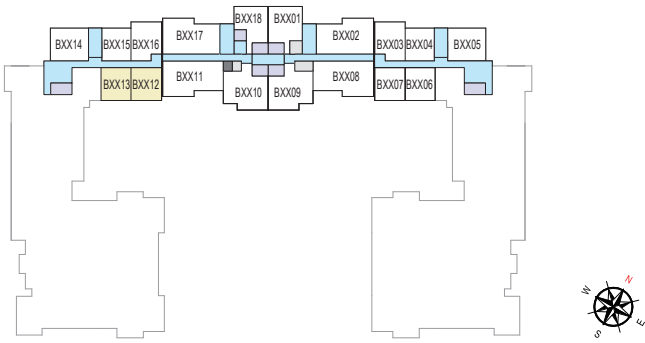 BXX18 BXX01
BXX14 BXX15 BXX16 BXX17 BXX02 BXX03 BXX04 BXX05
BXX13 BXX12 BXX11 BXX10 BXX09 BXX08 BXX07 BXX06
N
W
E
S